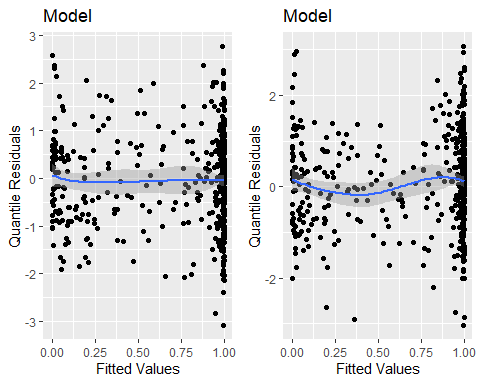 Model
Model
3
2
1
0
-1
-2
-3
Quantile Residuals
0.00 0.25 0.50 0.75 1.00
Fitted Values
2
0
-2
Quantile Residuals
0.00 0.25 0.50 0.75 1.00
Fitted Values